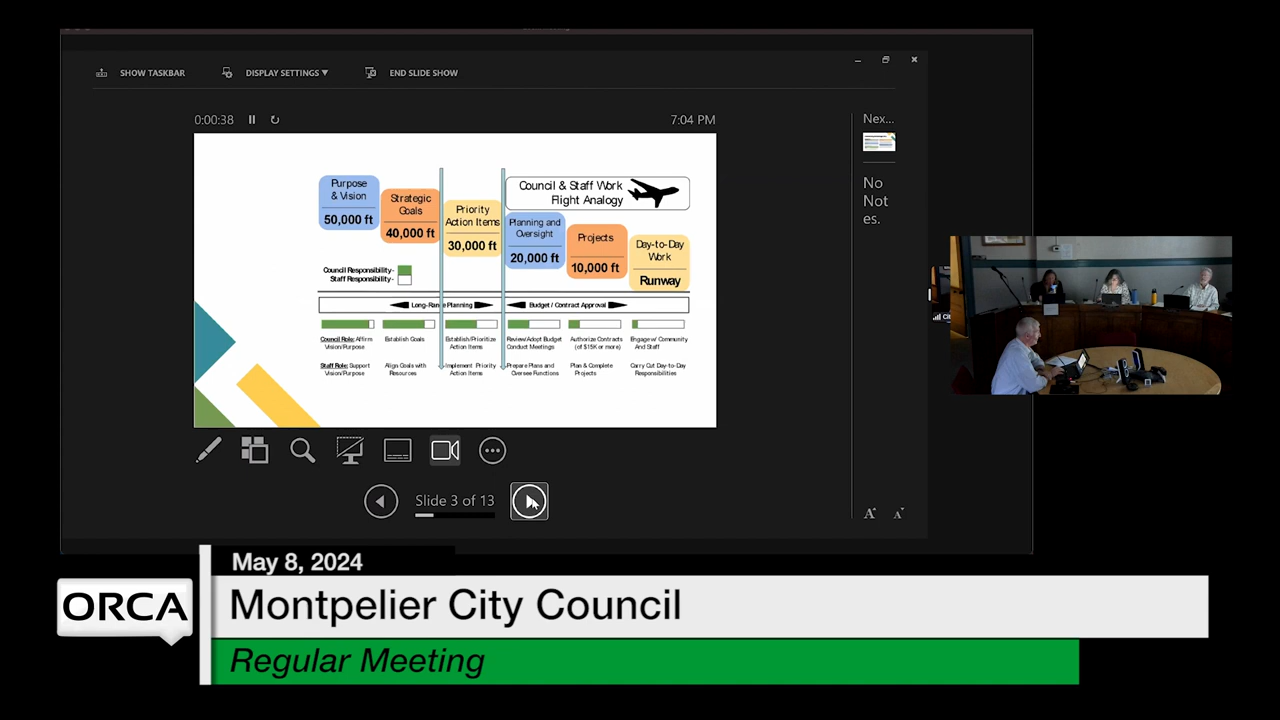 SHOW TASKBAR
DISPLAY SETTINGS ▼
END SLIDE SHOW
0:00:38
7:04 PM
Nex...
No
Not
es.
Purpose
& Vision
50,000 ft
Strategic
Goals
40,000 ft
Priority
Action Items
30,000 ft
Council & Staff Work
Flight Analogy
Planning and
Oversight
20,000 ft
Projects
10,000 ft
Day-to-Day
Work
Runway
Council Responsibility-
Staff Responsibility-
Long-Range Planning
Budget / Contract Approval
Council Role: Affirm
Vision/Purpose
Establish Goals
Establish/Prioritize
Action Items
Review/Adopt Budget
Conduct Meetings
Authorize Contracts
(of $15K or more)
Engage w/ Community
And Staff
Staff Role: Support
Vision/Purpose
Align Goals with
Resources
Implement Priority
Action Items
Prepare Plans and
Oversee Functions
Plan & Complete
Projects
Carry Out Day-to-Day
Responsibilities
Slide 3 of 13
A A
May 8, 2024
ORCA
Montpelier City Council
Regular Meeting